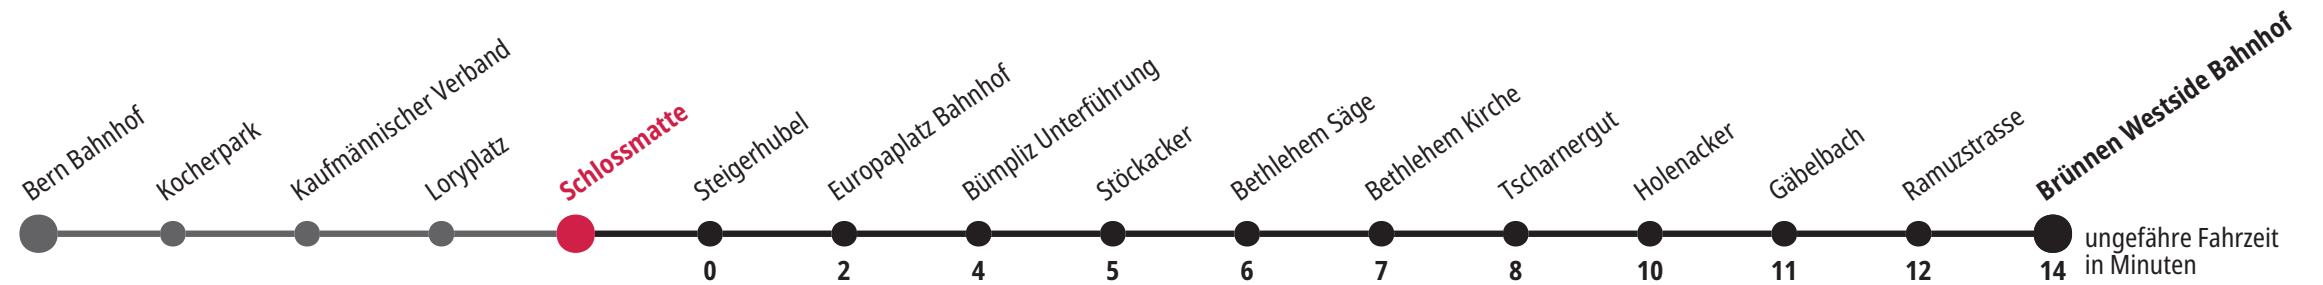 Bern Bahnhof
Kocherpark
Kaufmännischer Verband
Loryplatz
Schlossmatte
Steigerhubel
Europaplatz Bahnhof
Bümpliz Unterführung
Stöckacker
Bethlehem Säge
Bethlehem Kirche
Tscharnergut
Holenacker
Gäbelbach
Ramuzstrasse
Brünnen Westside Bahnhof
0 2 4 5 6 7 8 10 11 12 14
ungefähre Fahrzeit
in Minuten